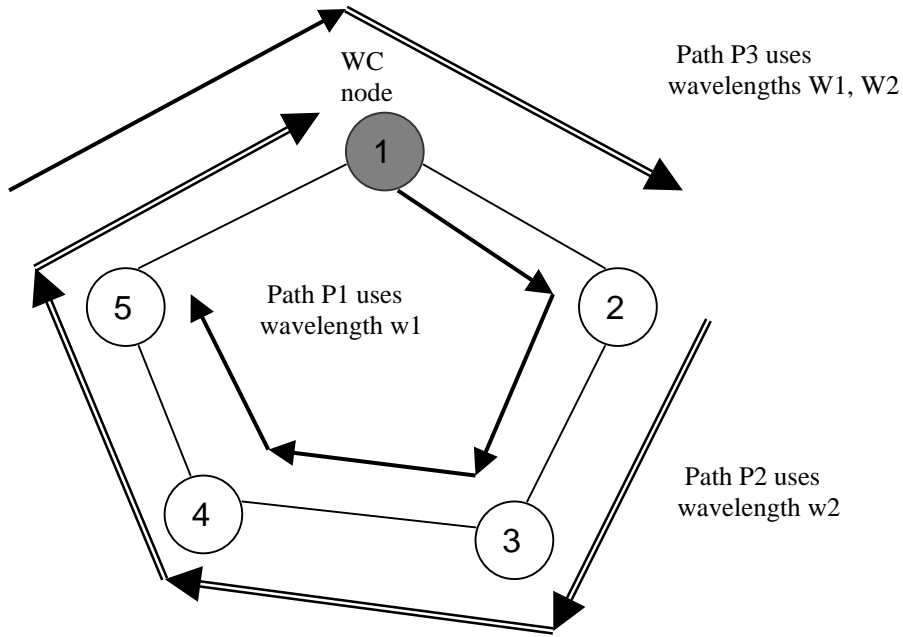 Path P3 uses
wavelengths W1, W2
WC
node
1
5
Path P1 uses
wavelength w1
2
Path P2 uses
wavelength w2
4
3